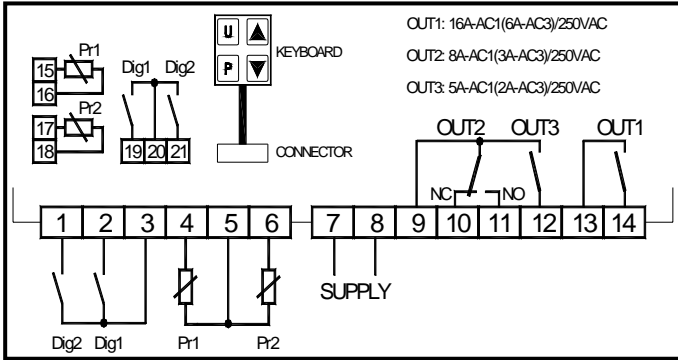 OUT1: 16A-AC1(6A-AC3)/250VAC
OUT2: 8A-AC1(3A-AC3)/250VAC
OUT3: 5A-AC1(2A-AC3)/250VAC
U
P
KEYBOARD
CONNECTOR
15 Pr1
16
17 Pr2
18
Dig1 Dig2
19 20 21
OUT2 OUT3 OUT1
NC NO
1 2 3 4 5 6 7 8 9 10 11 12 13 14
SUPPLY
Dig2 Dig1 Pr1 Pr2